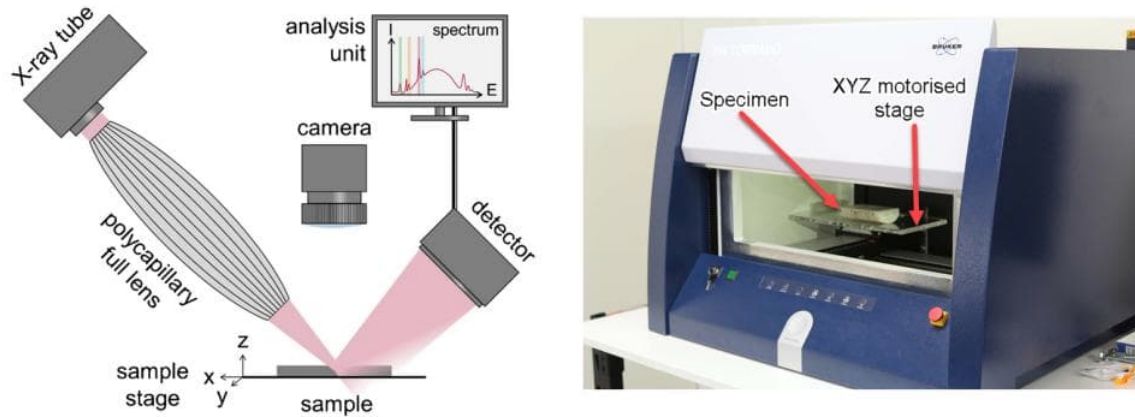 X-ray tube
polycapillary
full lens
camera
analysis
unit
I
spectrum
E
detector
z
x
y
sample
stage
sample
BRUKER
Specimen
XYZ motorised
stage